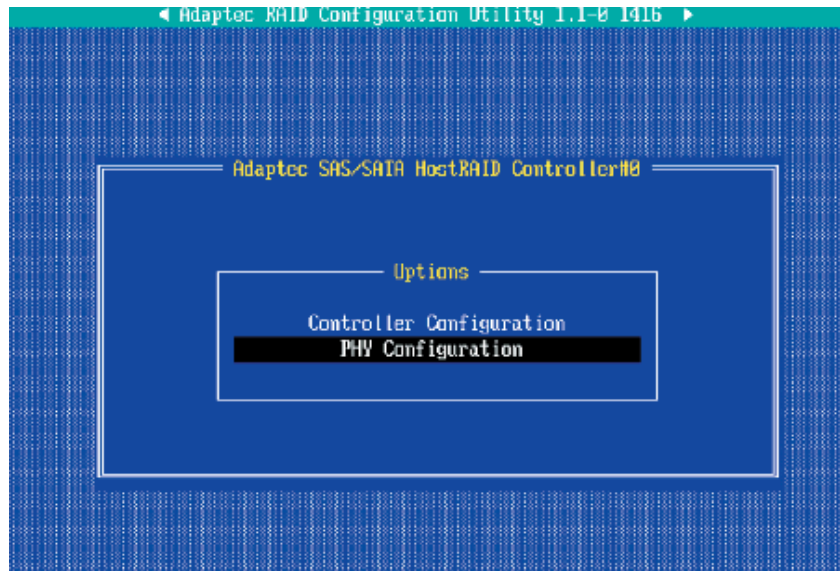 ◄ Adaptec RAID Configuration Utility 1.1-0 1416 ►
Adaptec SAS/SATA HostRAID Controller#0
Options
Controller Configuration
PHY Configuration